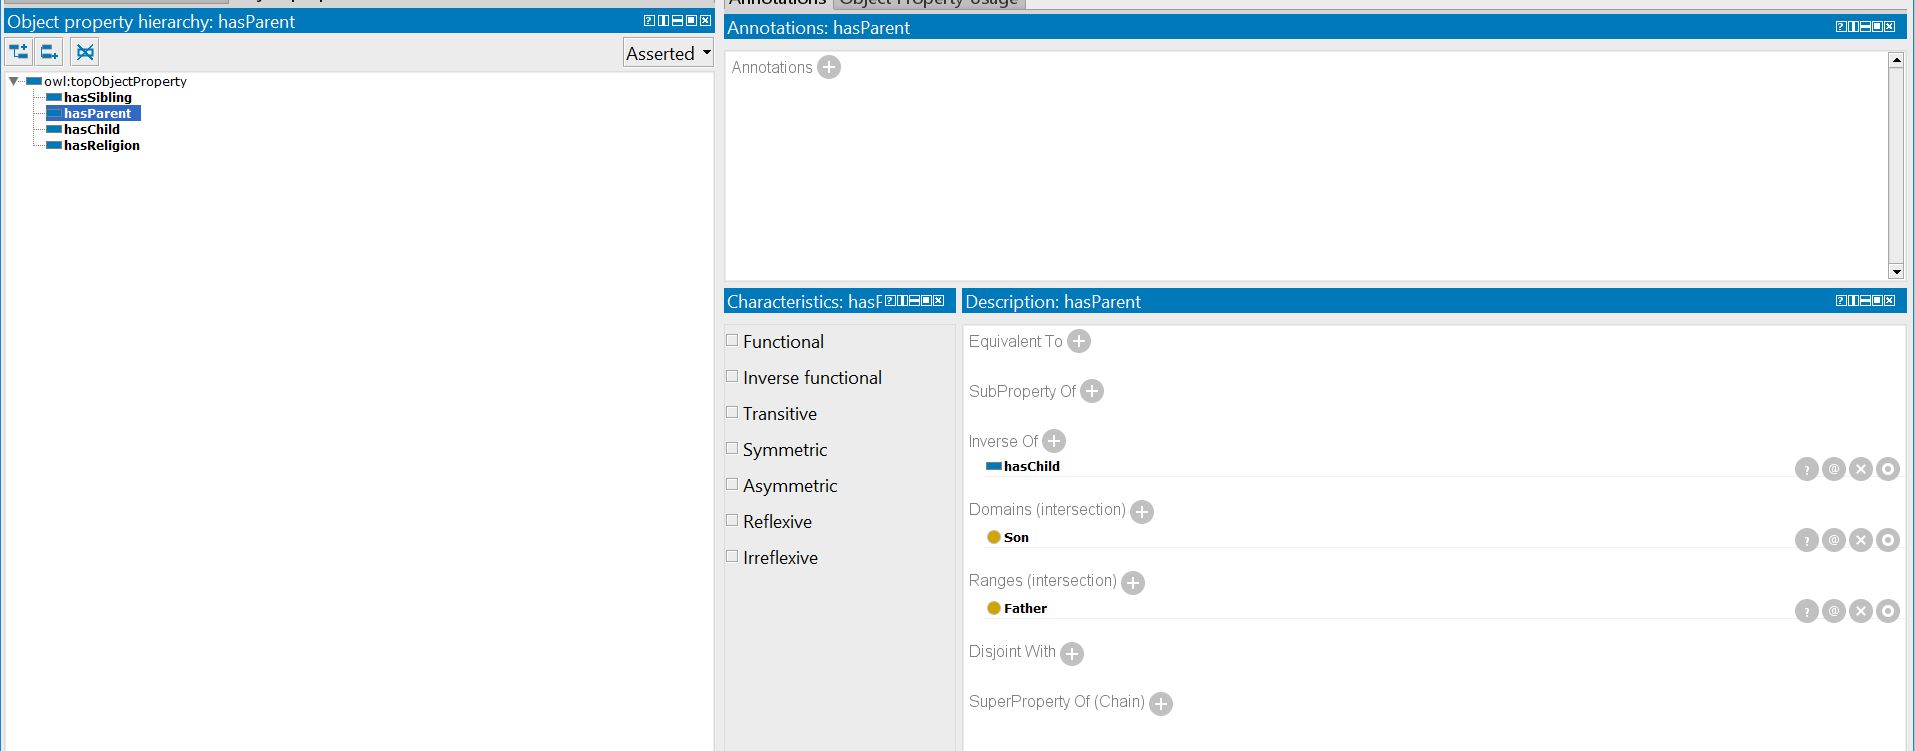 Annotations Object Property Usage
Object property hierarchy: hasParent
Asserted
owl:topObjectProperty
hasSibling
hasParent
hasChild
hasReligion
Annotations: hasParent
Annotations
Characteristics: hasF
Functional
Inverse functional
Transitive
Symmetric
Asymmetric
Reflexive
Irreflexive
Description: hasParent
Equivalent To
SubProperty Of
Inverse Of
hasChild
Domains (intersection)
Son
Ranges (intersection)
Father
Disjoint With
SuperProperty Of (Chain)